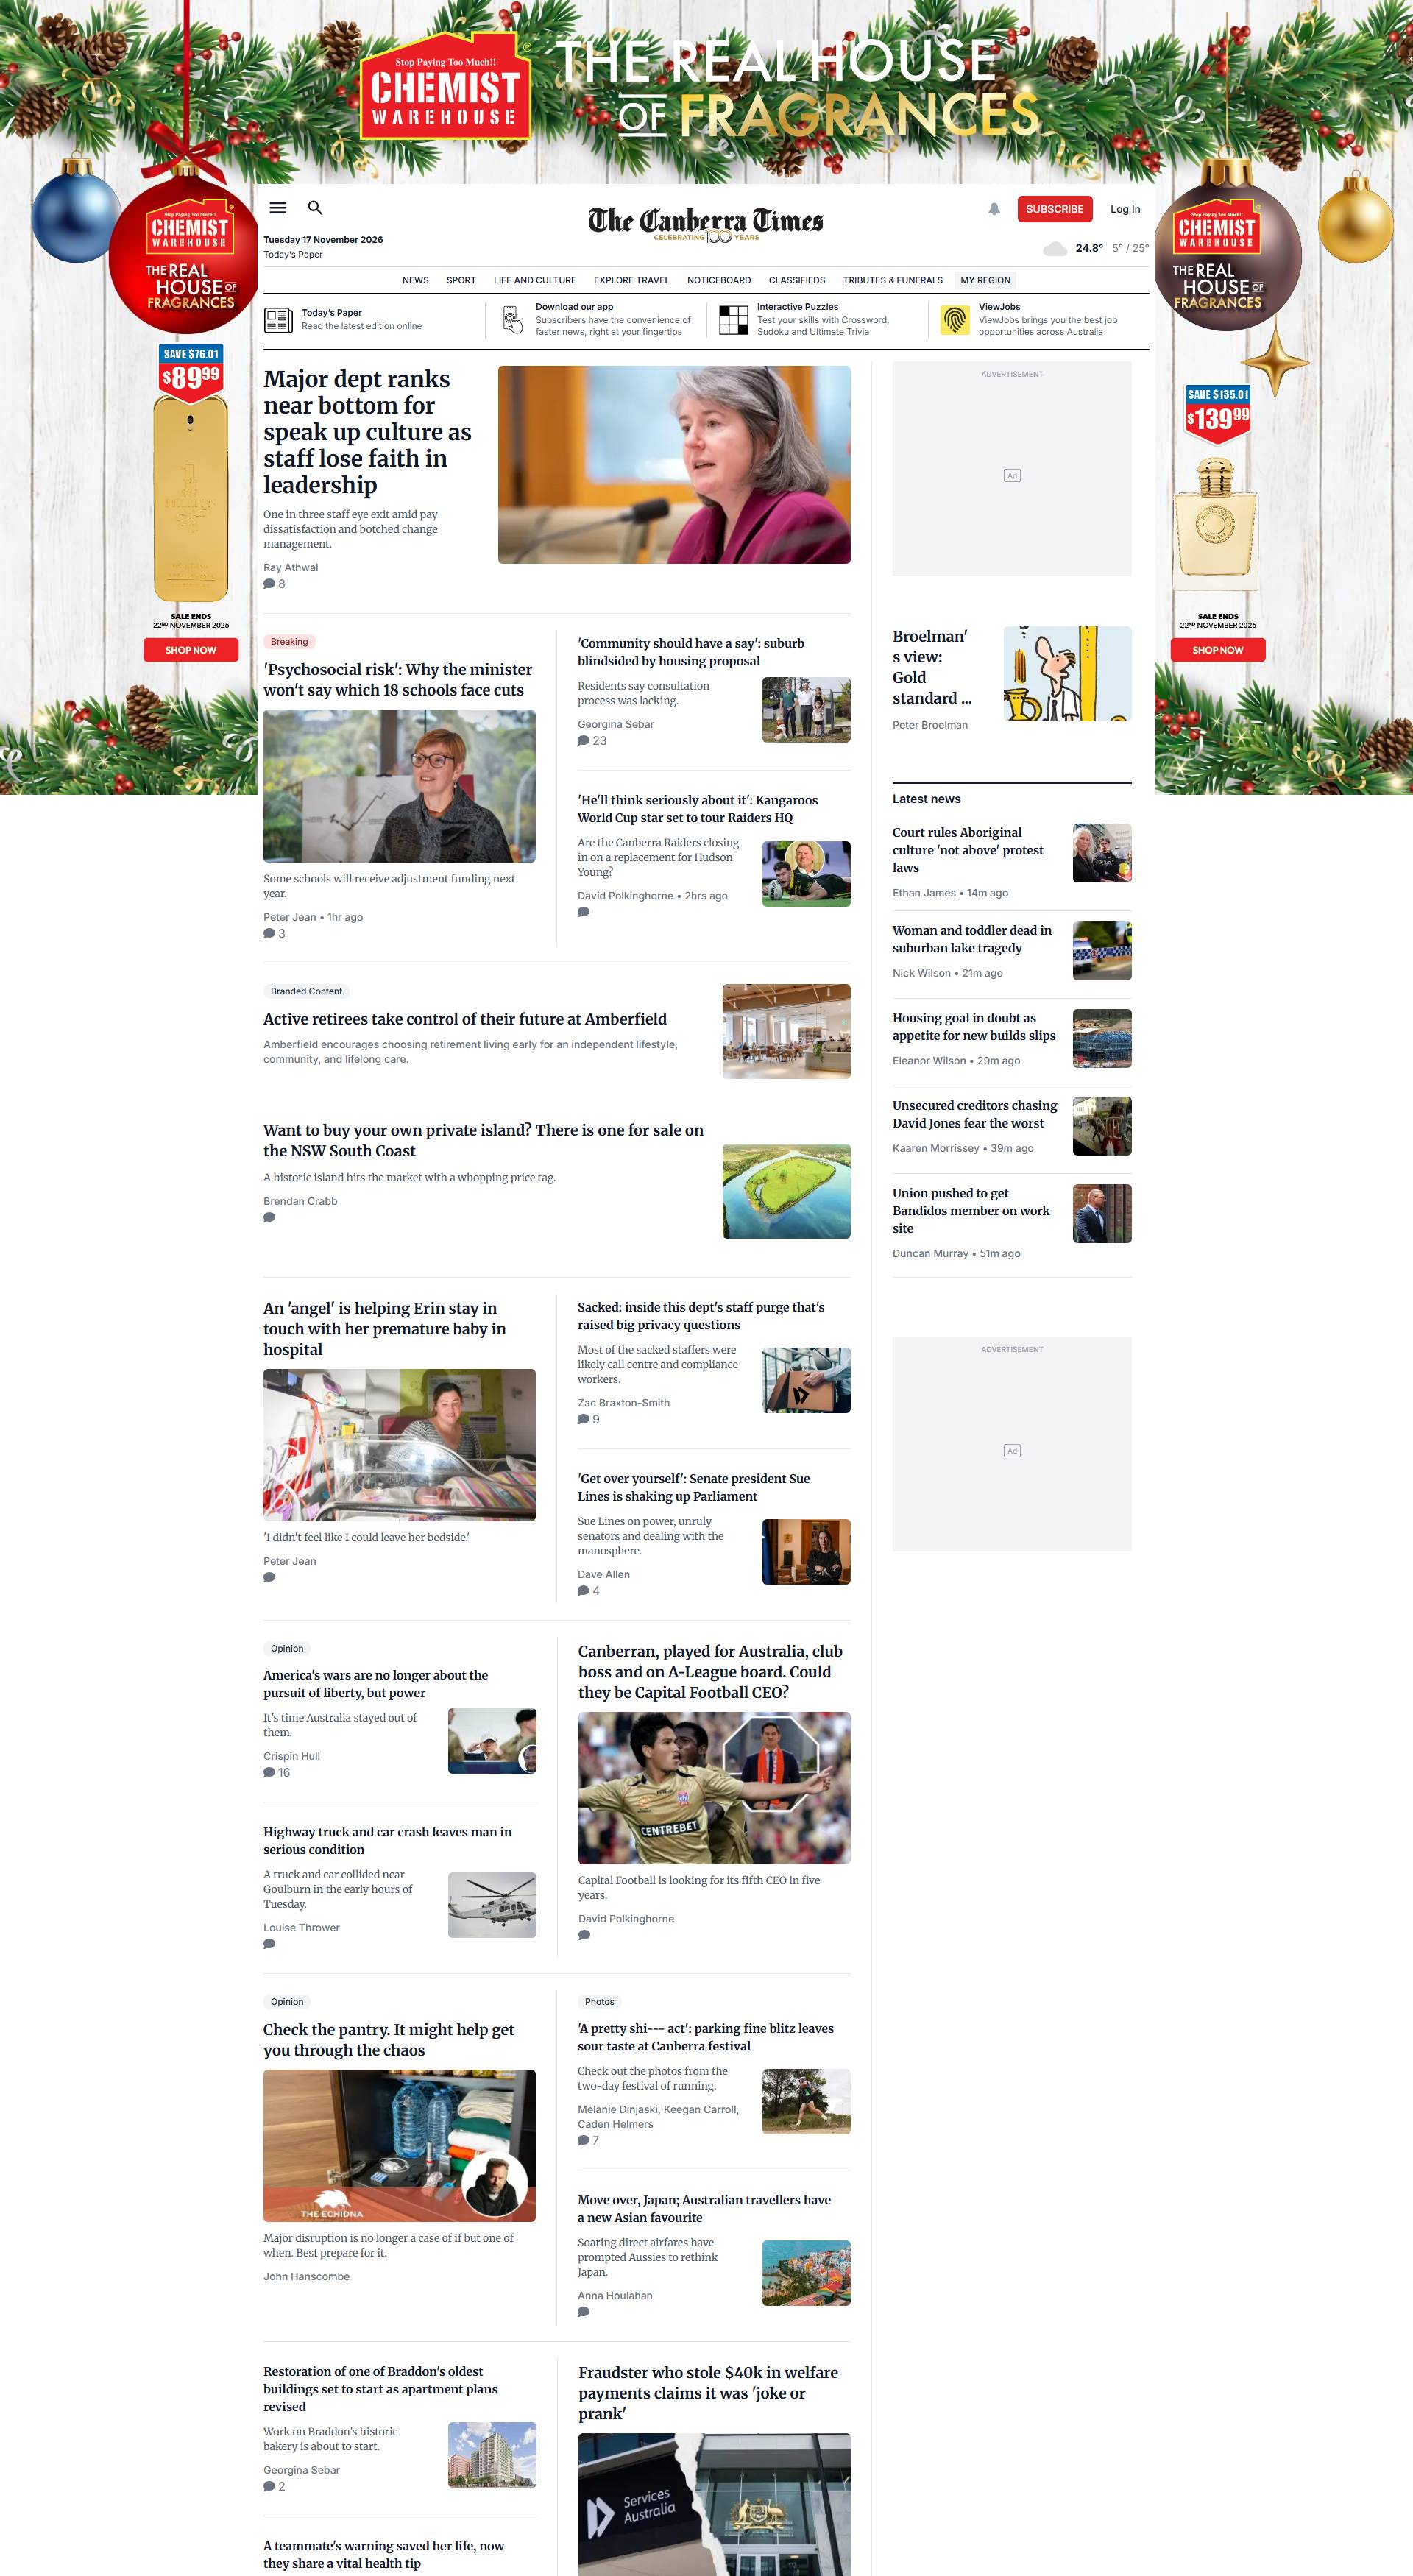 Stop Paying Too Much!!
CHEMIST
WAREHOUSE
THE REAL HOUSE
OF FRAGRANCES
Stop Paying Too Much!!
CHEMIST
WAREHOUSE
THE REAL
HOUSE OF
FRAGRANCES
SAVE $76.01
$89.99
SALE ENDS
22ND NOVEMBER 2026
SHOP NOW
Stop Paying Too Much!!
CHEMIST
WAREHOUSE
THE REAL
HOUSE OF
FRAGRANCES
SAVE $135.01
$139.99
SALE ENDS
22ND NOVEMBER 2026
SHOP NOW
The Canberra Times
CELEBRATING 100 YEARS
SUBSCRIBE
Log In
Tuesday 17 November 2026
Today's Paper
24.8° 5° / 25°
NEWS SPORT LIFE AND CULTURE EXPLORE TRAVEL NOTICEBOARD CLASSIFIEDS TRIBUTES & FUNERALS MY REGION
Today's Paper
Read the latest edition online
Download our app
Subscribers have the convenience of
faster news, right at your fingertips
Interactive Puzzles
Test your skills with Crossword,
Sudoku and Ultimate Trivia
ViewJobs
ViewJobs brings you the best job
opportunities across Australia
Major dept ranks
near bottom for
speak up culture as
staff lose faith in
leadership
One in three staff eye exit amid pay
dissatisfaction and botched change
management.
Ray Athwal
8
Breaking
'Psychosocial risk': Why the minister
won't say which 18 schools face cuts
Some schools will receive adjustment funding next
year.
Peter Jean • 1hr ago
3
'Community should have a say': suburb
blindsided by housing proposal
Residents say consultation
process was lacking.
Georgina Sebar
23
'He'll think seriously about it': Kangaroos
World Cup star set to tour Raiders HQ
Are the Canberra Raiders closing
in on a replacement for Hudson
Young?
David Polkinghorne • 2hrs ago
Branded Content
Active retirees take control of their future at Amberfield
Amberfield encourages choosing retirement living early for an independent lifestyle,
community, and lifelong care.
Want to buy your own private island? There is one for sale on
the NSW South Coast
A historic island hits the market with a whopping price tag.
Brendan Crabb
An 'angel' is helping Erin stay in
touch with her premature baby in
hospital
'I didn't feel like I could leave her bedside.'
Peter Jean
Sacked: inside this dept's staff purge that's
raised big privacy questions
Most of the sacked staffers were
likely call centre and compliance
workers.
Zac Braxton-Smith
9
'Get over yourself': Senate president Sue
Lines is shaking up Parliament
Sue Lines on power, unruly
senators and dealing with the
manosphere.
Dave Allen
4
Opinion
America's wars are no longer about the
pursuit of liberty, but power
It's time Australia stayed out of
them.
Crispin Hull
16
Highway truck and car crash leaves man in
serious condition
A truck and car collided near
Goulburn in the early hours of
Tuesday.
Louise Thrower
Canberran, played for Australia, club
boss and on A-League board. Could
they be Capital Football CEO?
CENTREBET
Capital Football is looking for its fifth CEO in five
years.
David Polkinghorne
Opinion
Check the pantry. It might help get
you through the chaos
THE ECHIDNA
Major disruption is no longer a case of if but one of
when. Best prepare for it.
John Hanscombe
Photos
'A pretty shi--- act': parking fine blitz leaves
sour taste at Canberra festival
Check out the photos from the
two-day festival of running.
Melanie Dinjaski, Keegan Carroll,
Caden Helmers
7
Move over, Japan; Australian travellers have
a new Asian favourite
Soaring direct airfares have
prompted Aussies to rethink
Japan.
Anna Houlahan
Restoration of one of Braddon's oldest
buildings set to start as apartment plans
revised
Work on Braddon's historic
bakery is about to start.
Georgina Sebar
2
A teammate's warning saved her life, now
they share a vital health tip
Fraudster who stole $40k in welfare
payments claims it was 'joke or
prank'
Services
Australia
ADVERTISEMENT
Ad
Broelman'
s view:
Gold
standard ...
Peter Broelman
Latest news
Court rules Aboriginal
culture 'not above' protest
laws
Ethan James • 14m ago
Woman and toddler dead in
suburban lake tragedy
Nick Wilson • 21m ago
Housing goal in doubt as
appetite for new builds slips
Eleanor Wilson • 29m ago
Unsecured creditors chasing
David Jones fear the worst
Kaaren Morrissey • 39m ago
Union pushed to get
Bandidos member on work
site
Duncan Murray • 51m ago
ADVERTISEMENT
Ad